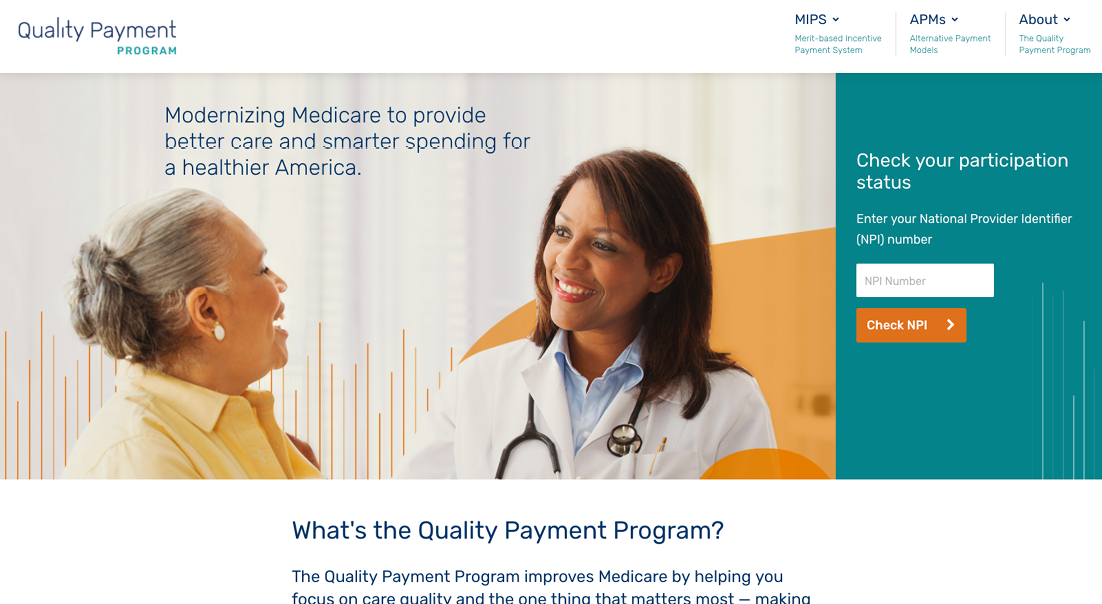 Quality Payment
PROGRAM
MIPS
Merit-based Incentive
Payment System
APMs
Alternative Payment
Models
About
The Quality
Payment Program
Modernizing Medicare to provide
better care and smarter spending for
a healthier America.
Check your participation
status
Enter your National Provider Identifier
(NPI) number
NPI Number
Check NPI
What's the Quality Payment Program?
The Quality Payment Program improves Medicare by helping you
focus on care quality and the one thing that matters most — making